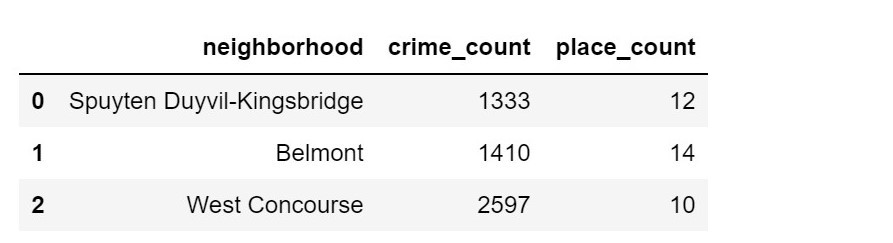 neighborhood crime_count place_count
0 Spuyten Duyvil-Kingsbridge 1333 12
1 Belmont 1410 14
2 West Concourse 2597 10